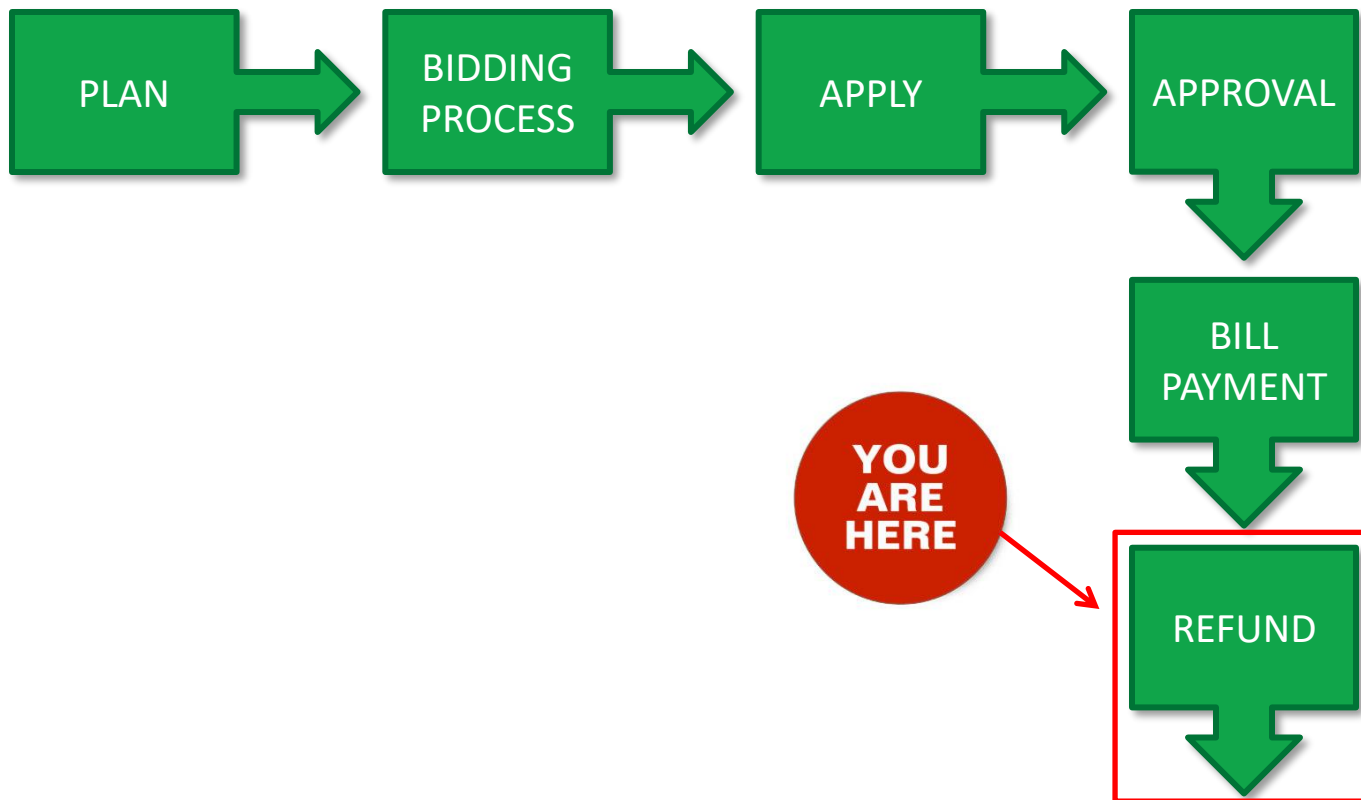 PLAN
BIDDING
PROCESS
APPLY
APPROVAL
BILL
PAYMENT
YOU
ARE
HERE
REFUND